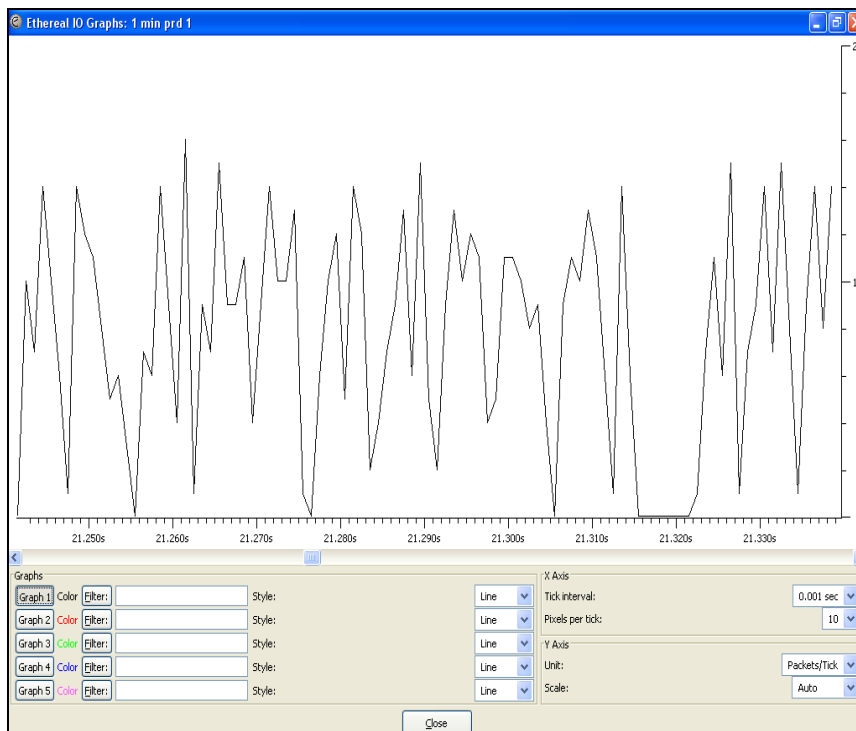 Ethereal IO Graphs: 1 min prd 1
2
1
21.250s 21.260s 21.270s 21.280s 21.290s 21.300s 21.310s 21.320s 21.330s
Graphs
Graph 1 Color Filter: Style: Line
Graph 2 Color Filter: Style: Line
Graph 3 Color Filter: Style: Line
Graph 4 Color Filter: Style: Line
Graph 5 Color Filter: Style: Line
X Axis
Tick interval: 0.001 sec
Pixels per tick: 10
Y Axis
Unit: Packets/Tick
Scale: Auto
Close